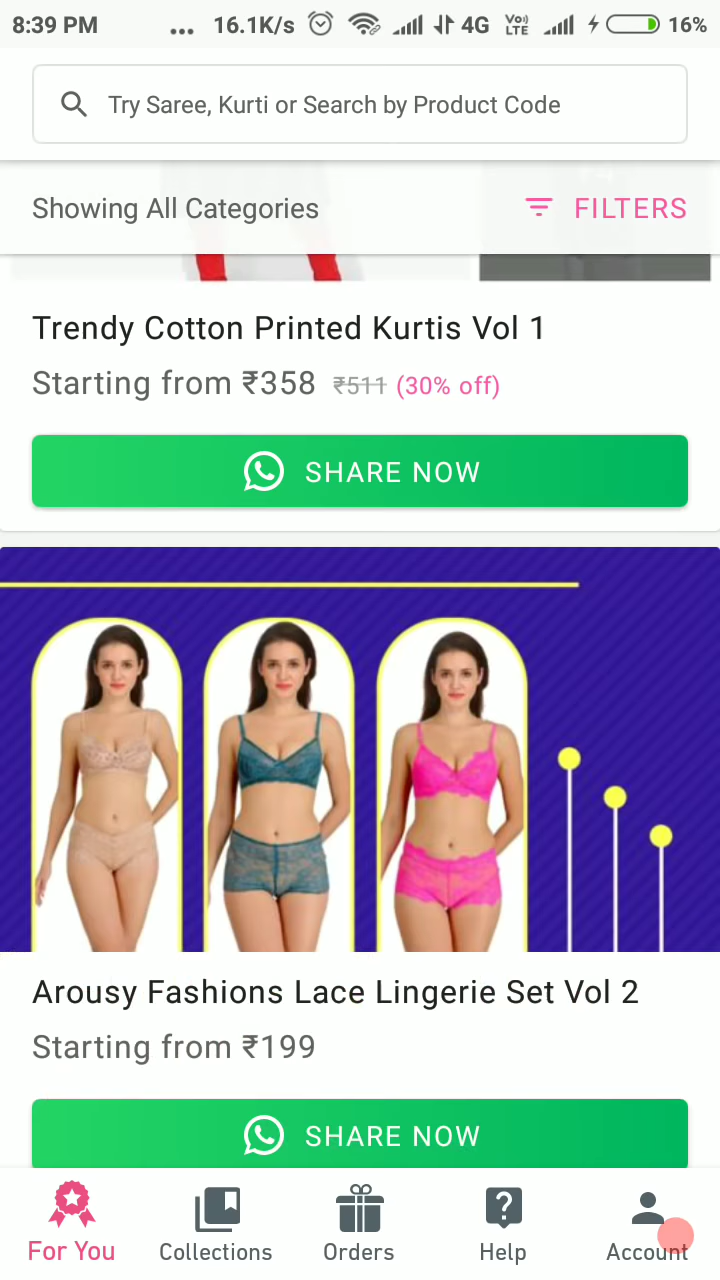 8:39 PM ... 16.1K/s 4G Vo) LTE 16%
Try Saree, Kurti or Search by Product Code
Showing All Categories FILTERS
Trendy Cotton Printed Kurtis Vol 1
Starting from ₹358 ₹511 (30% off)
SHARE NOW
Arousy Fashions Lace Lingerie Set Vol 2
Starting from ₹199
SHARE NOW
For You Collections Orders Help Account